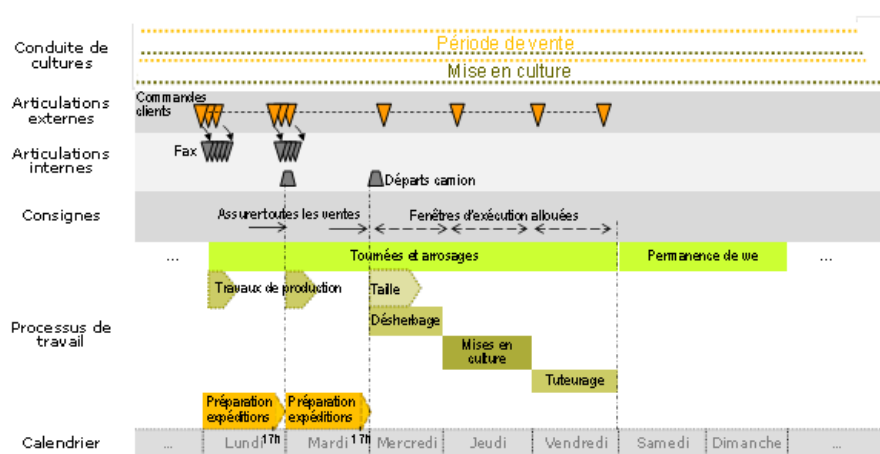 Conduite de
cultures
Période de vente
Mise en culture
Articulations
externes
Commandes
clients
Articulations
internes
Fax
Départs camion
Consignes
Assurer toutes les ventes
Fenêtres d'exécution allouées
...
Tournées et arrosages
Permanence de we
...
Travaux de production
Taille
Processus de
travail
Désherbage
Mises en
culture
Tuteurage
Préparation
expéditions
Préparation
expéditions
Calendrier
...
Lundi
17h
Mardi
17h
Mercredi
Jeudi
Vendredi
Samedi
Dimanche
...